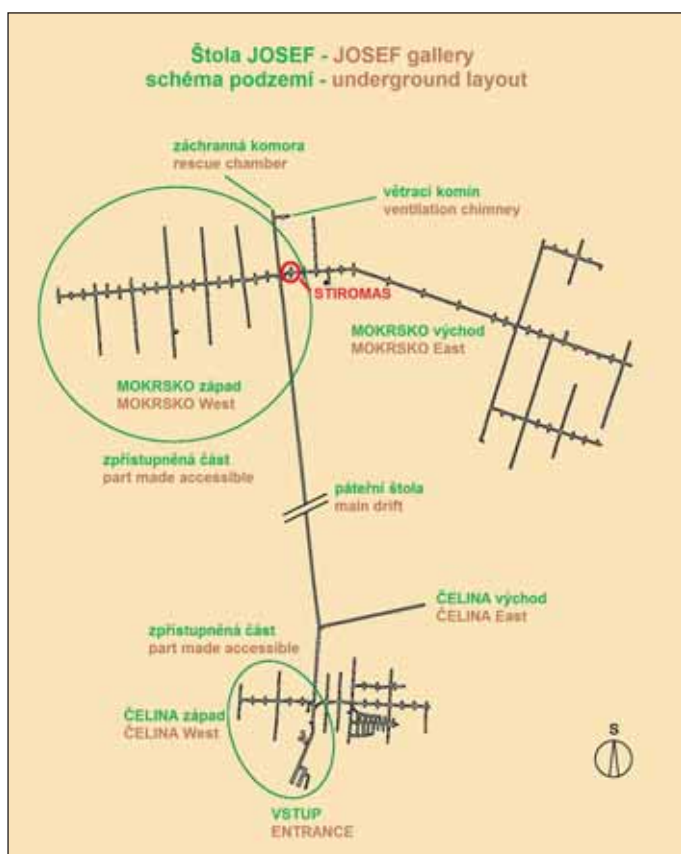 Štola JOSEF - JOSEF gallery
schéma podzemí - underground layout
záchranná komora
rescue chamber
větrací komín
ventilation chimney
STIROMAS
MOKRSKO východ
MOKRSKO East
MOKRSKO západ
MOKRSKO West
zpřístupněná část
part made accessible
páteřní štola
main drift
ČELINA východ
ČELINA East
zpřístupněná část
part made accessible
ČELINA západ
ČELINA West
S
VSTUP
ENTRANCE